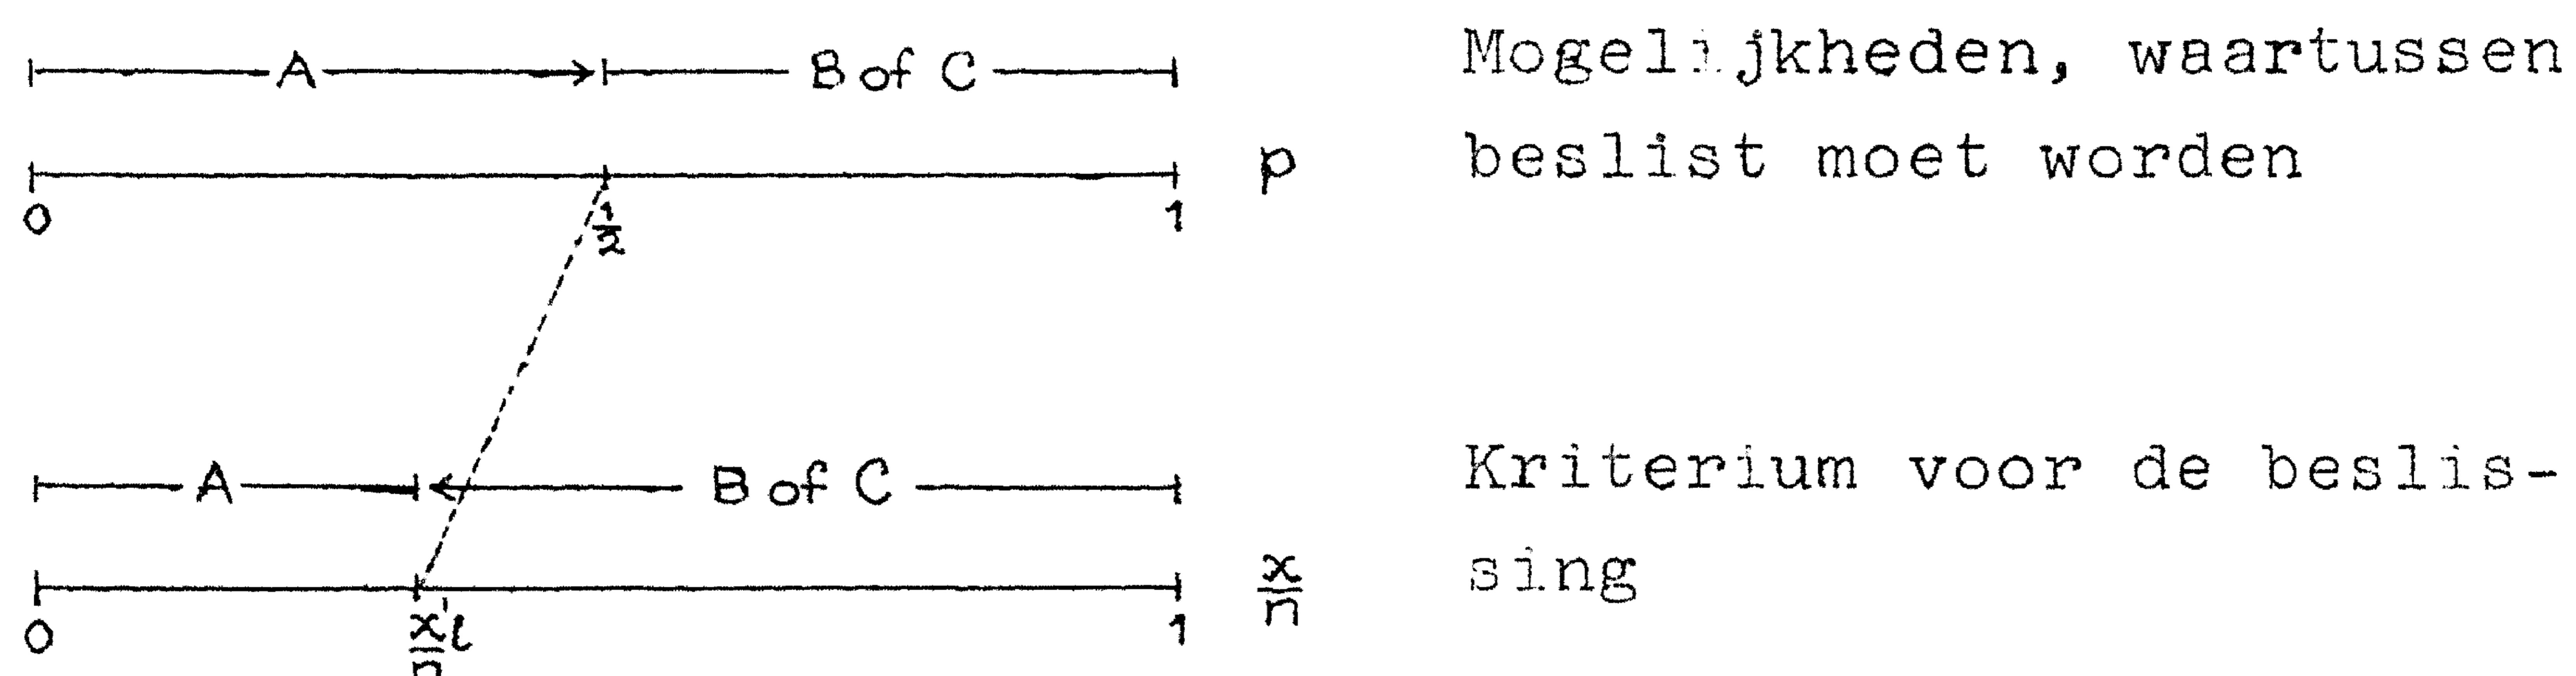 A B of C Mogelijkheden, waartussen
p beslist moet worden
0 1/2 1
A B of C Kriterium voor de beslis-
x/n sing
0 x'l/n 1